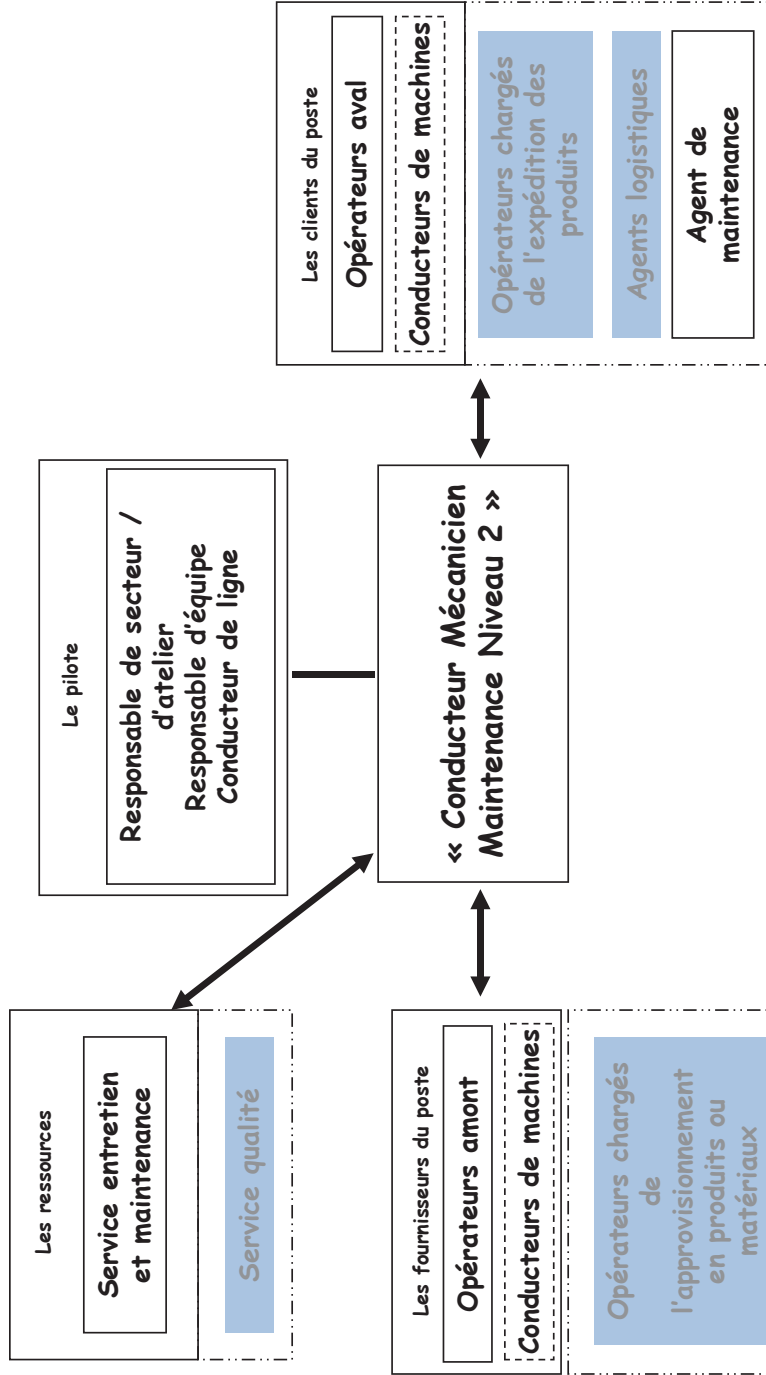 Les ressources
Service entretien
et maintenance
Service qualité
Le pilote
Responsable de secteur /
d'atelier
Responsable d'équipe
Conducteur de ligne
Les fournisseurs du poste
Opérateurs amont
Conducteurs de machines
Opérateurs chargés
de
l'approvisionnement
en produits ou
matériaux
« Conducteur Mécanicien
Maintenance Niveau 2 »
Les clients du poste
Opérateurs aval
Conducteurs de machines
Opérateurs chargés
de l'expédition des
produits
Agents logistiques
Agent de
maintenance